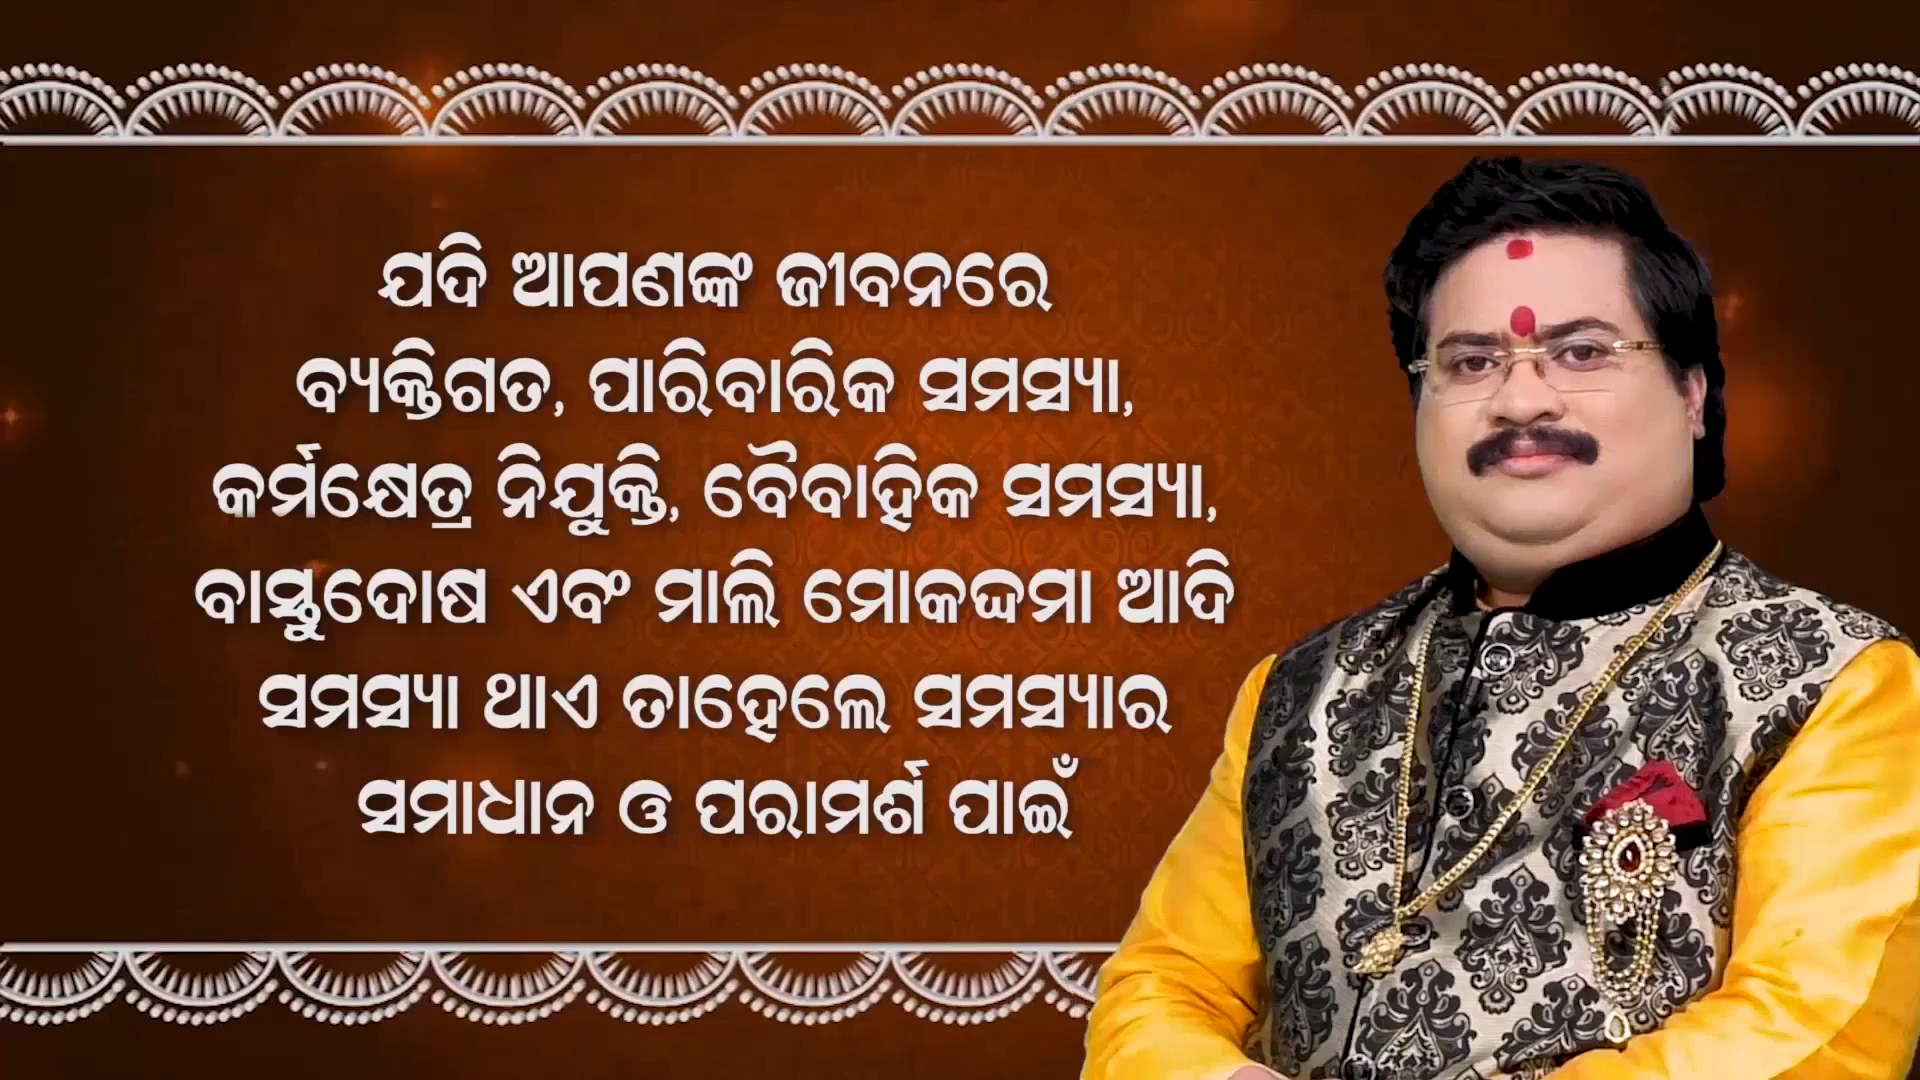 ଯଦି ଆପଣଙ୍କ ଜୀବନରେ
ବ୍ୟକ୍ତିଗତ, ପାରିବାରିକ ସମସ୍ୟା,
କର୍ମକ୍ଷେତ୍ର ନିଯୁକ୍ତି, ବୈବାହିକ ସମସ୍ୟା,
ବାସ୍ତୁଦୋଷ ଏବଂ ମାଲି ମୋକଦ୍ଦମା ଆଦି
ସମସ୍ୟା ଥାଏ ତାହେଲେ ସମସ୍ୟାର
ସମାଧାନ ଓ ପରାମର୍ଶ ପାଇଁ